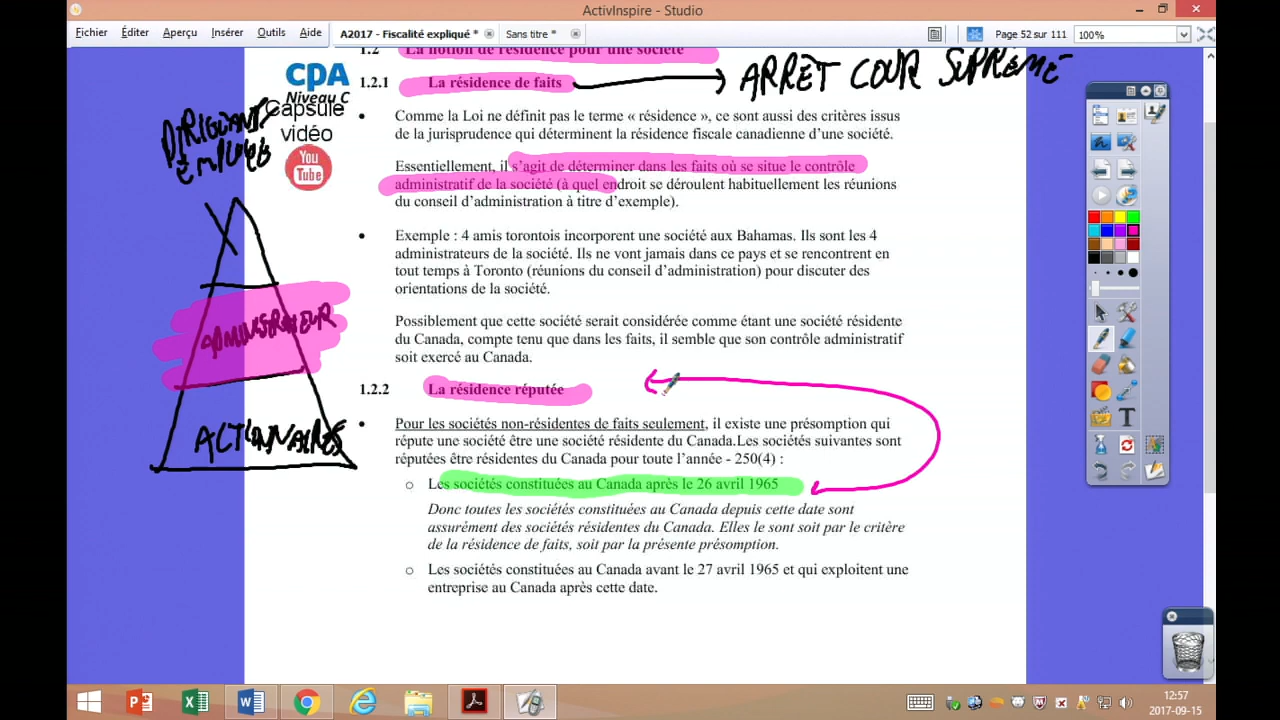 ActivInspire - Studio
Fichier Éditer Aperçu Insérer Outils Aide
A2017 - Fiscalité expliqué *
Sans titre *
Page 52 sur 111
100%
1.2 La notion de résidence pour une société
CPA
Niveau C
Capsule
vidéo
You
Tube
DIRIGEANTS
EMPLOYÉS
1.2.1 La résidence de faits
ARRET COUR SUPREME
• Comme la Loi ne définit pas le terme « résidence », ce sont aussi des critères issus
de la jurisprudence qui déterminent la résidence fiscale canadienne d’une société.
Essentiellement, il s’agit de déterminer dans les faits où se situe le contrôle
administratif de la société (à quel endroit se déroulent habituellement les réunions
du conseil d’administration à titre d’exemple).
• Exemple : 4 amis torontois incorporent une société aux Bahamas. Ils sont les 4
administrateurs de la société. Ils ne vont jamais dans ce pays et se rencontrent en
tout temps à Toronto (réunions du conseil d’administration) pour discuter des
orientations de la société.
Possiblement que cette société serait considérée comme étant une société résidente
du Canada, compte tenu que dans les faits, il semble que son contrôle administratif
soit exercé au Canada.
ADMINISTRATEUR
ACTIONNAIRES
1.2.2 La résidence réputée
• Pour les sociétés non-résidentes de faits seulement, il existe une présomption qui
répute une société être une société résidente du Canada.Les sociétés suivantes sont
réputées être résidentes du Canada pour toute l’année - 250(4) :
o Les sociétés constituées au Canada après le 26 avril 1965
Donc toutes les sociétés constituées au Canada depuis cette date sont
assurément des sociétés résidentes du Canada. Elles le sont soit par le critère
de la résidence de faits, soit par la présente présomption.
o Les sociétés constituées au Canada avant le 27 avril 1965 et qui exploitent une
entreprise au Canada après cette date.
12:57
2017-09-15